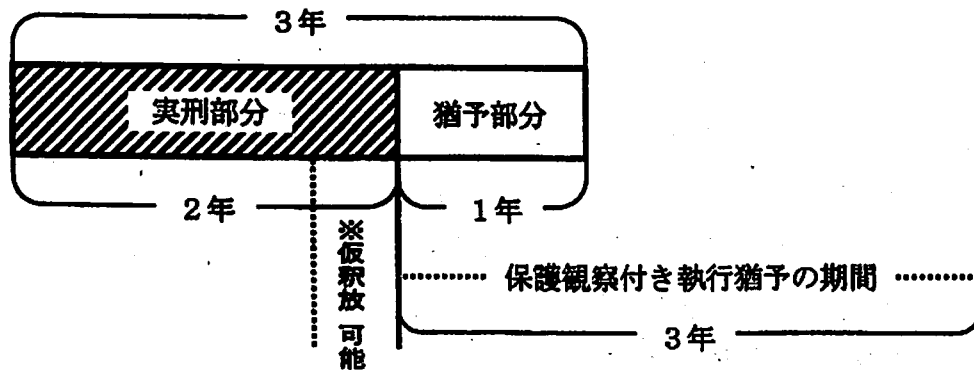 3年
実刑部分
猶予部分
2年
1年
※仮釈放 可能
保護観察付き執行猶予の期間
3年